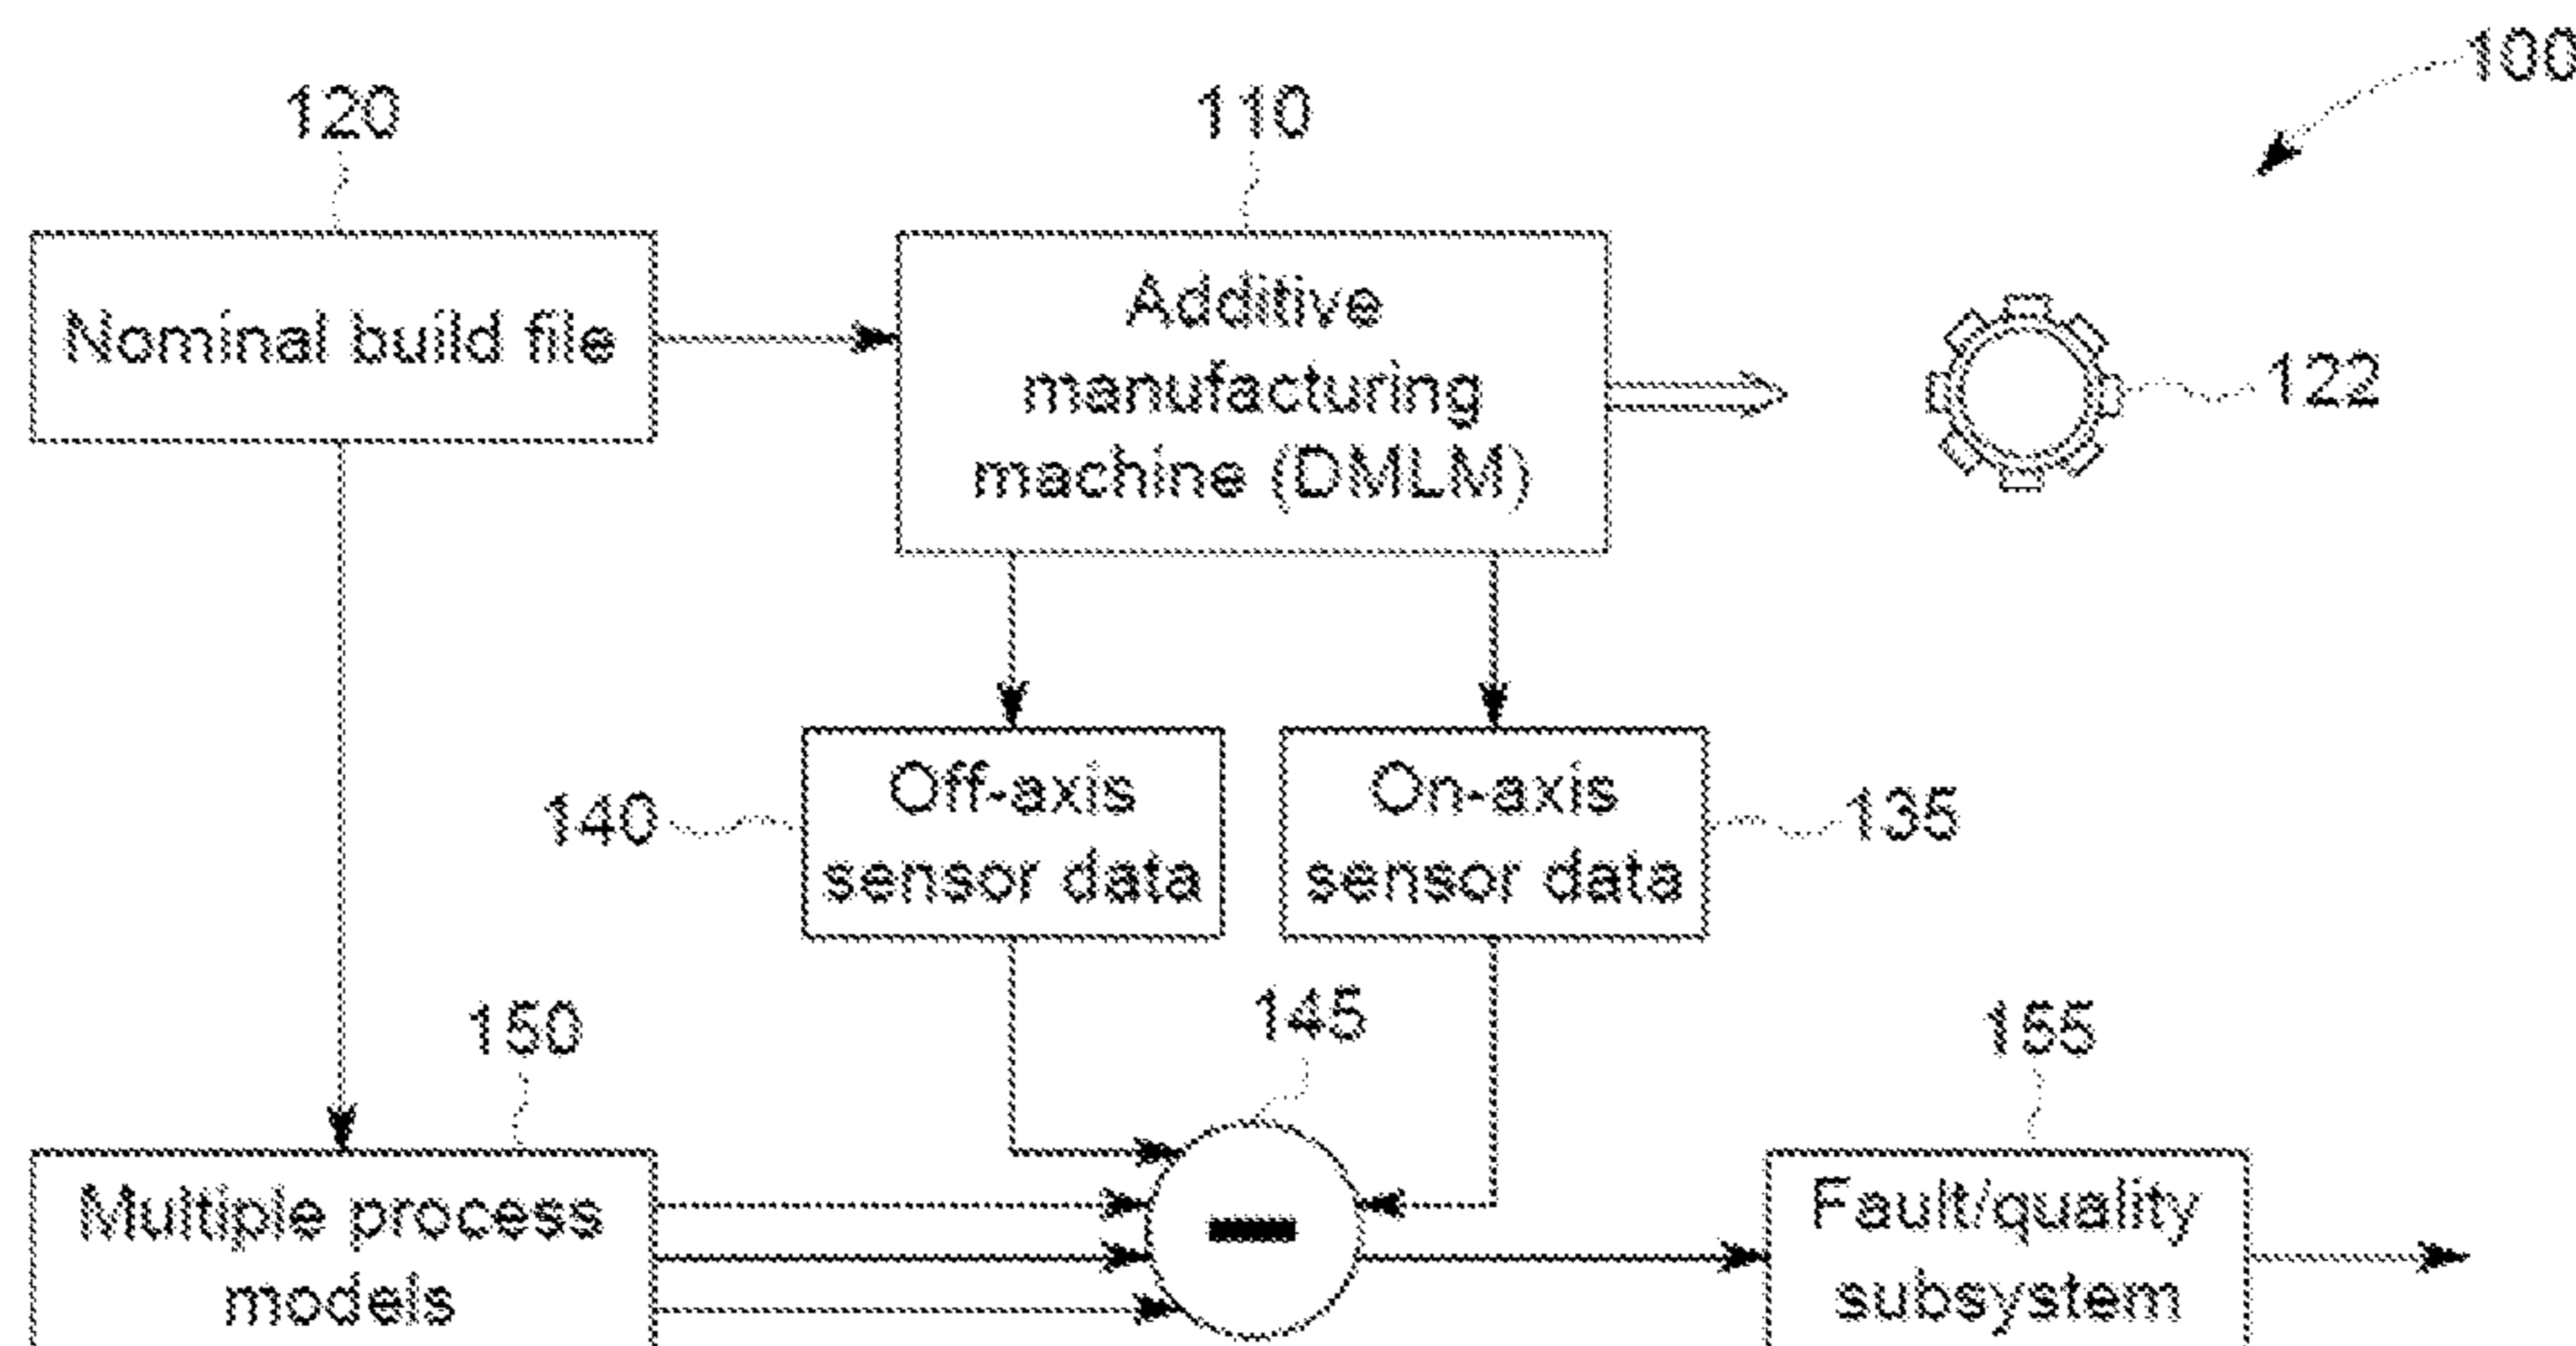 100
120
110
Nominal build file
Additive
manufacturing
machine (DMLM)
122
140
Off-axis
sensor data
On-axis
sensor data
135
150
145
155
Multiple process
models
Fault/quality
subsystem